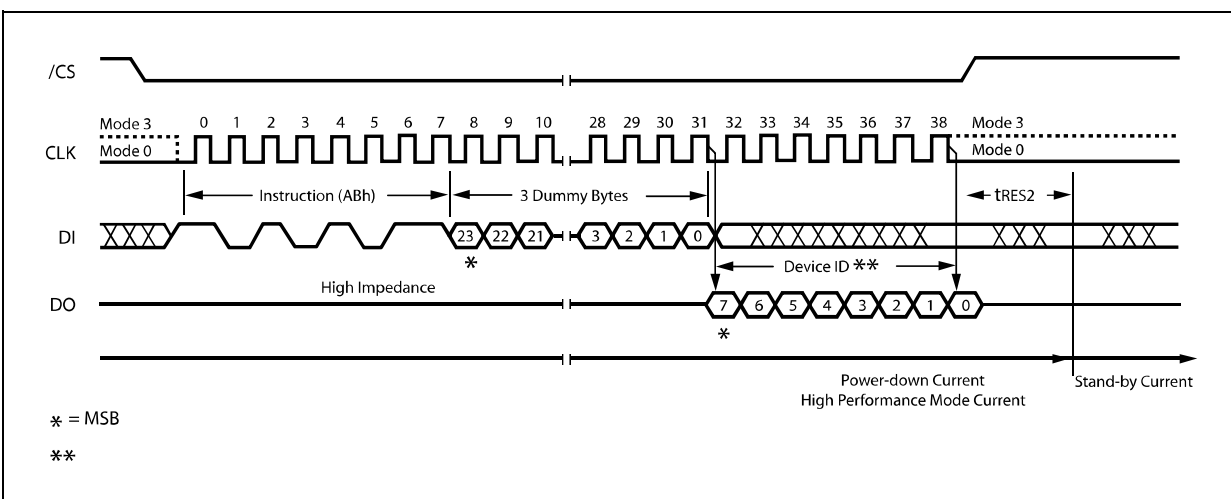 /CS
0 1 2 3 4 5 6 7 8 9 10 28 29 30 31 32 33 34 35 36 37 38
Mode 3 Mode 3
CLK Mode 0 Mode 0
Instruction (ABh) 3 Dummy Bytes tRES2
DI 23 22 21 3 2 1 0
*
Device ID **
High Impedance
DO 7 6 5 4 3 2 1 0
*
Power-down Current Stand-by Current
High Performance Mode Current
* = MSB
**